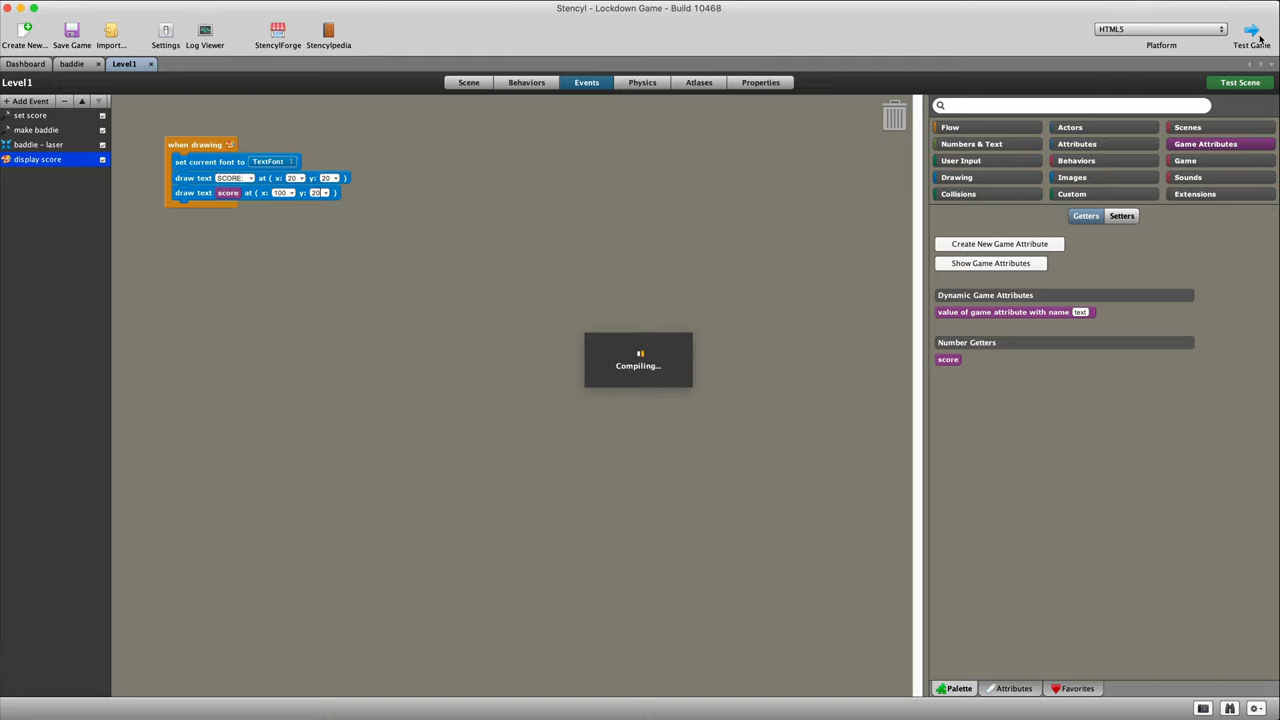 Stencyl - Lockdown Game - Build 10468
Create New... Save Game Import... Settings Log Viewer StencylForge Stencylpedia
HTML5
Platform
Test Game
Dashboard baddie × Level1 ×
Level1
Scene Behaviors Events Physics Atlases Properties
Test Scene
+ Add Event
set score
make baddie
baddie - laser
display score
when drawing
set current font to TextFont
draw text SCORE: at ( x: 20 y: 20 )
draw text score at ( x: 100 y: 20 )
Compiling...
Flow Actors Scenes
Numbers & Text Attributes Game Attributes
User Input Behaviors Game
Drawing Images Sounds
Collisions Custom Extensions
Getters Setters
Create New Game Attribute
Show Game Attributes
Dynamic Game Attributes
value of game attribute with name text
Number Getters
score
Palette Attributes Favorites